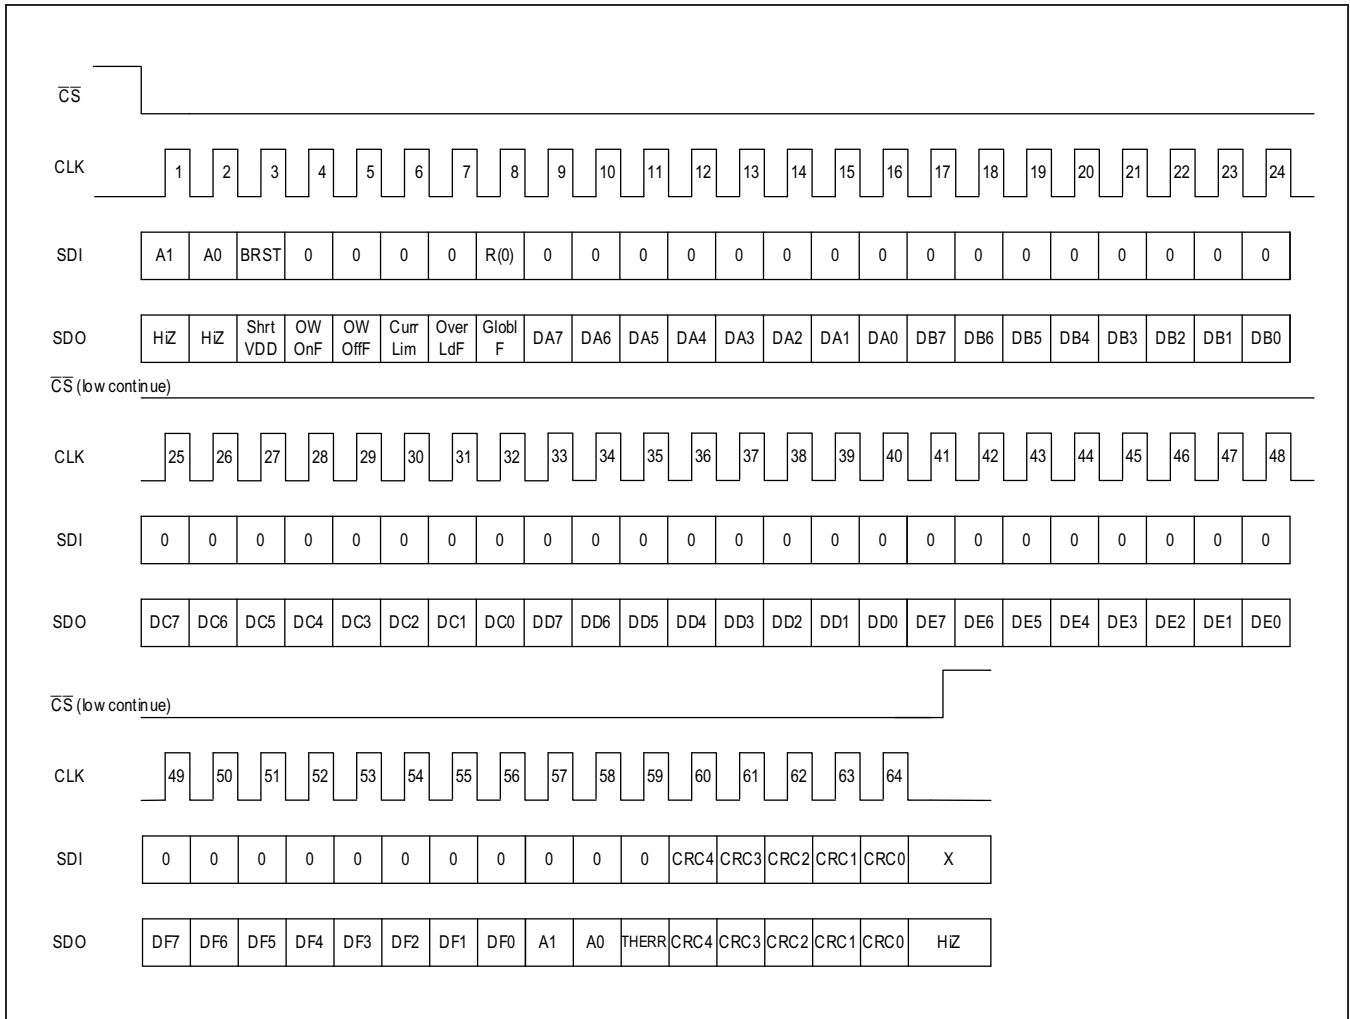 CS
CLK 1 2 3 4 5 6 7 8 9 10 11 12 13 14 15 16 17 18 19 20 21 22 23 24
SDI A1 A0 BRST 0 0 0 0 R(0) 0 0 0 0 0 0 0 0 0 0 0 0 0 0 0 0
SDO HiZ HiZ Shrt VDD OW OnF OW OffF Curr Lim Over LdF Globl F DA7 DA6 DA5 DA4 DA3 DA2 DA1 DA0 DB7 DB6 DB5 DB4 DB3 DB2 DB1 DB0
CS (low continue)
CLK 25 26 27 28 29 30 31 32 33 34 35 36 37 38 39 40 41 42 43 44 45 46 47 48
SDI 0 0 0 0 0 0 0 0 0 0 0 0 0 0 0 0 0 0 0 0 0 0 0 0
SDO DC7 DC6 DC5 DC4 DC3 DC2 DC1 DC0 DD7 DD6 DD5 DD4 DD3 DD2 DD1 DD0 DE7 DE6 DE5 DE4 DE3 DE2 DE1 DE0
CS (low continue)
CLK 49 50 51 52 53 54 55 56 57 58 59 60 61 62 63 64
SDI 0 0 0 0 0 0 0 0 0 0 0 CRC4 CRC3 CRC2 CRC1 CRC0 X
SDO DF7 DF6 DF5 DF4 DF3 DF2 DF1 DF0 A1 A0 THERR CRC4 CRC3 CRC2 CRC1 CRC0 HiZ